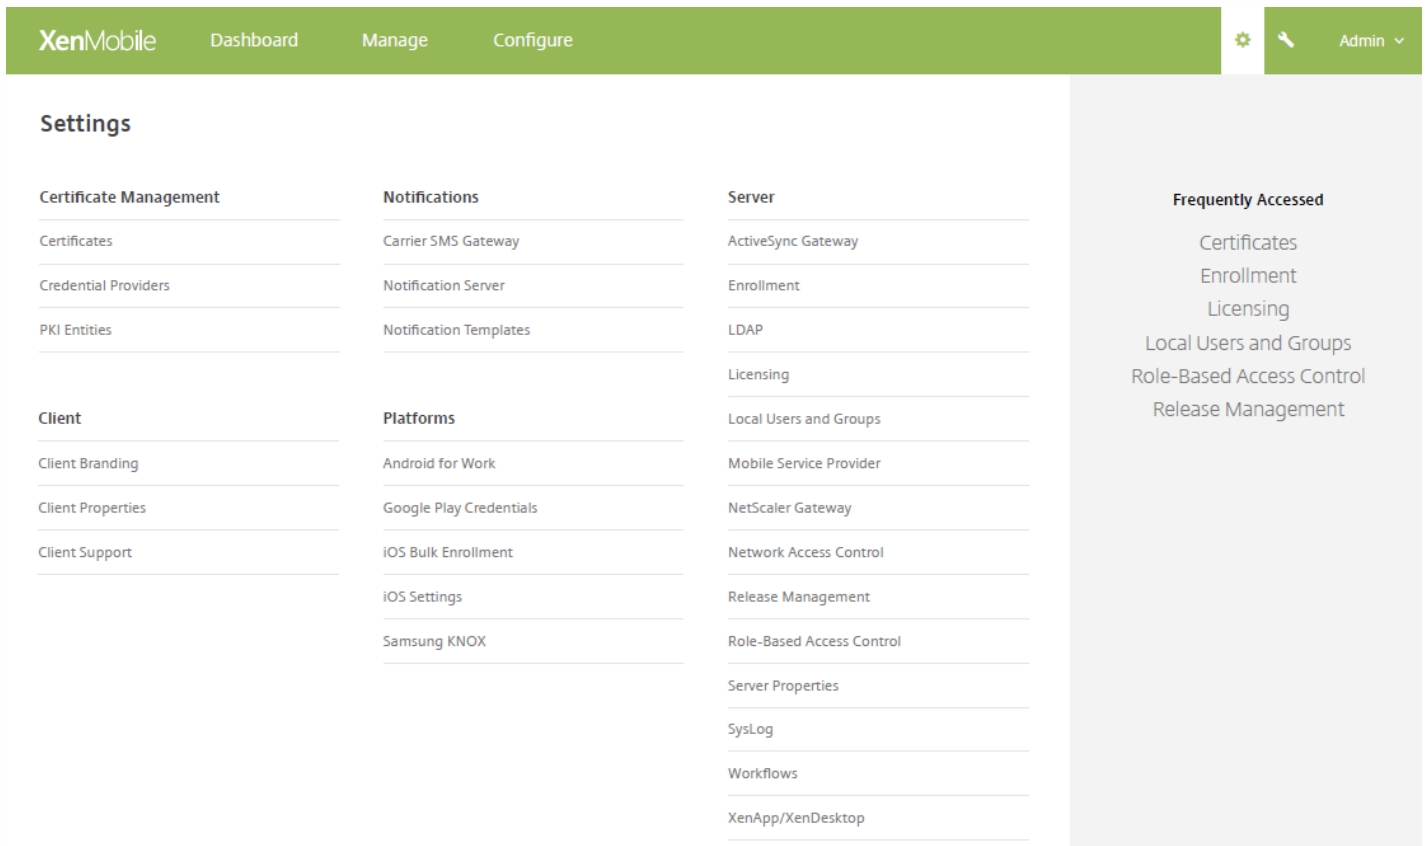 XenMobile Dashboard Manage Configure Admin
Settings
Certificate Management
Certificates
Credential Providers
PKI Entities
Client
Client Branding
Client Properties
Client Support
Notifications
Carrier SMS Gateway
Notification Server
Notification Templates
Platforms
Android for Work
Google Play Credentials
iOS Bulk Enrollment
iOS Settings
Samsung KNOX
Server
ActiveSync Gateway
Enrollment
LDAP
Licensing
Local Users and Groups
Mobile Service Provider
NetScaler Gateway
Network Access Control
Release Management
Role-Based Access Control
Server Properties
SysLog
Workflows
XenApp/XenDesktop
Frequently Accessed
Certificates
Enrollment
Licensing
Local Users and Groups
Role-Based Access Control
Release Management